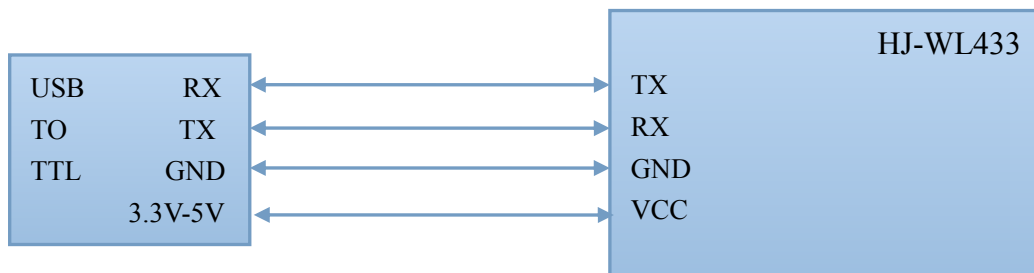 HJ-WL433
USB RX TX
TO TX RX
TTL GND GND
3.3V-5V VCC